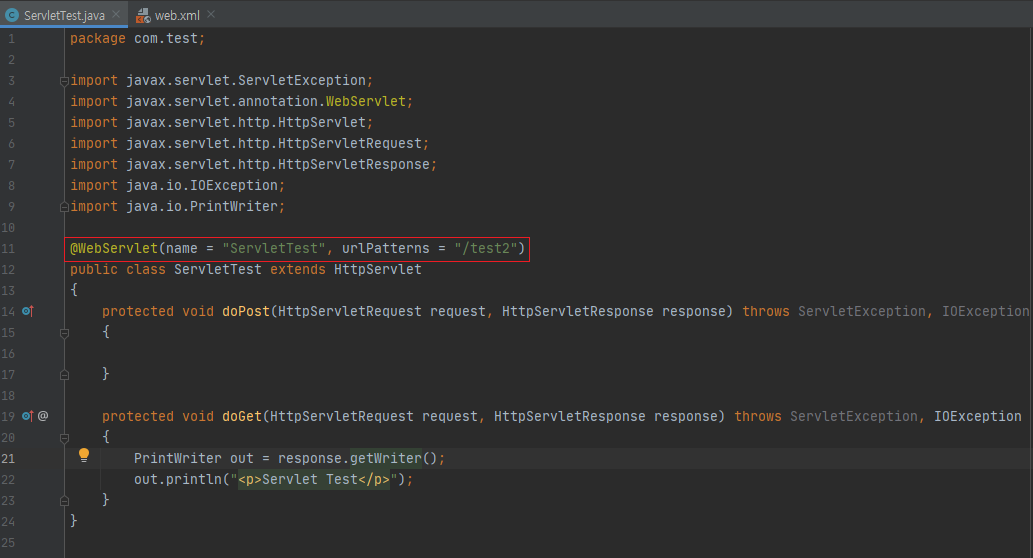 ServletTest.java
web.xml
1 package com.test;
2
3 import javax.servlet.ServletException;
4 import javax.servlet.annotation.WebServlet;
5 import javax.servlet.http.HttpServlet;
6 import javax.servlet.http.HttpServletRequest;
7 import javax.servlet.http.HttpServletResponse;
8 import java.io.IOException;
9 import java.io.PrintWriter;
10
11 @WebServlet(name = "ServletTest", urlPatterns = "/test2")
12 public class ServletTest extends HttpServlet
13 {
14     protected void doPost(HttpServletRequest request, HttpServletResponse response) throws ServletException, IOException
15     {
16
17     }
18
19 @     protected void doGet(HttpServletRequest request, HttpServletResponse response) throws ServletException, IOException
20     {
21         PrintWriter out = response.getWriter();
22         out.println("<p>Servlet Test</p>");
23     }
24 }
25